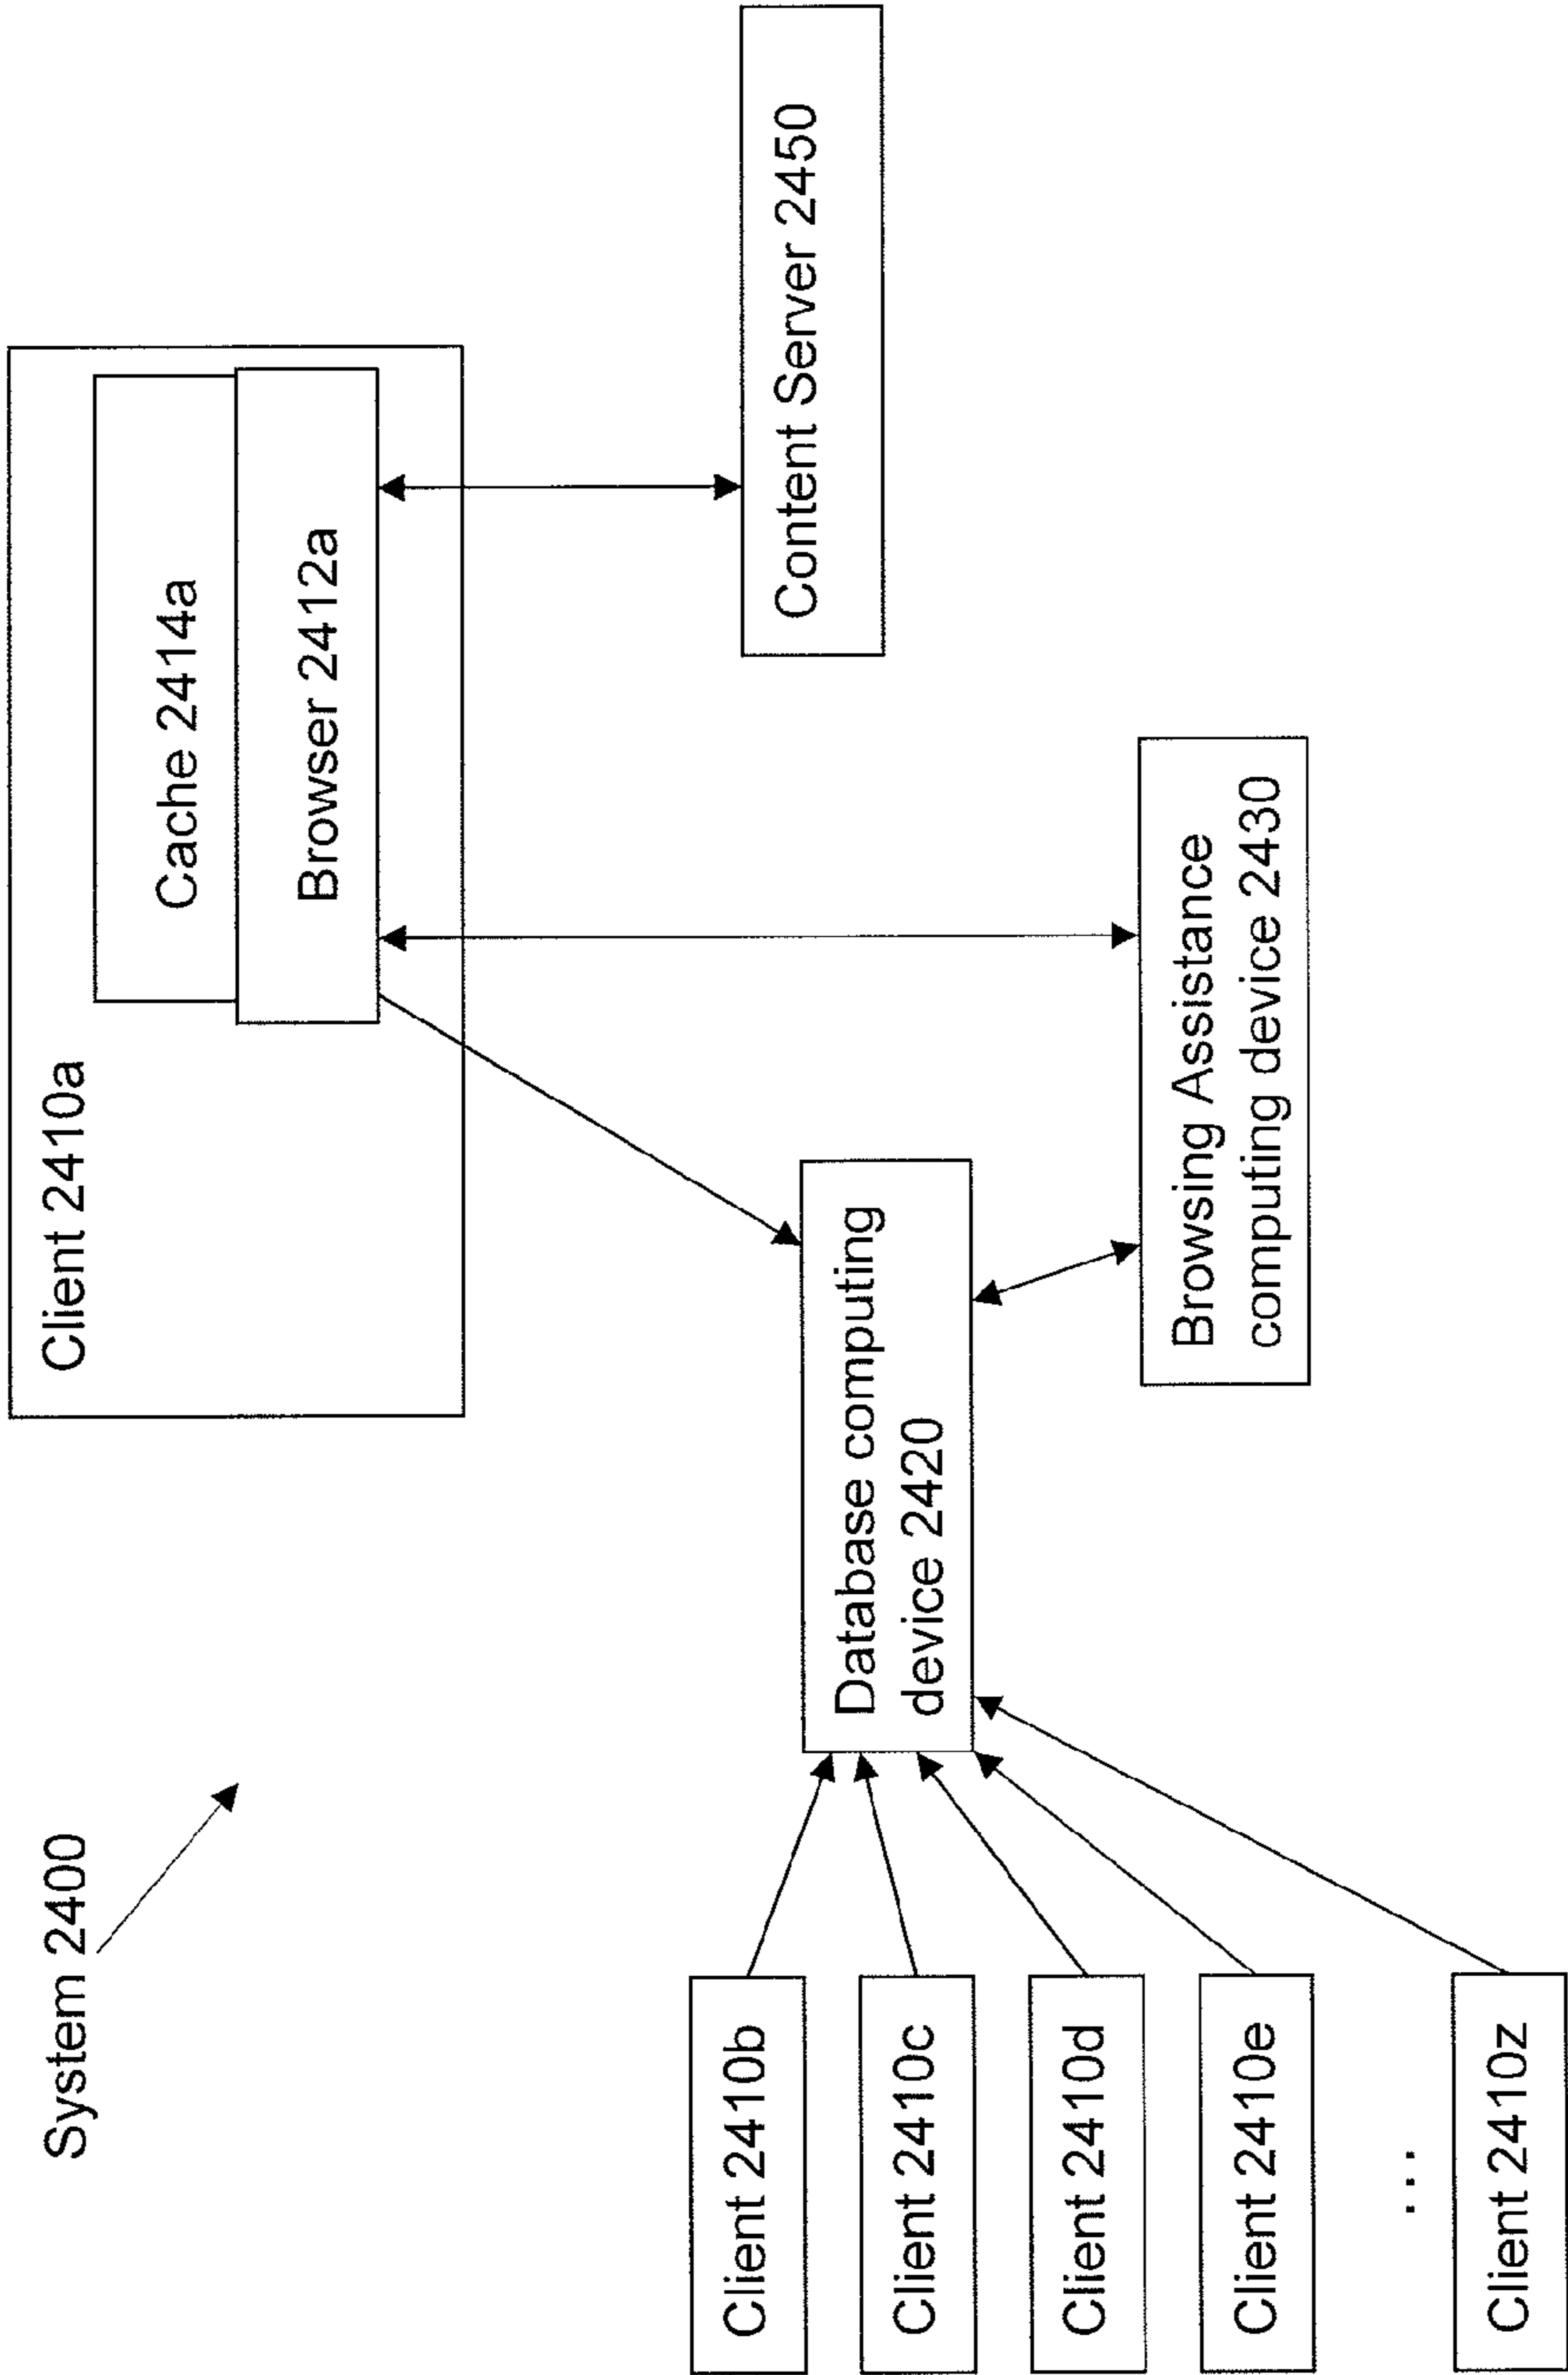 System 2400
Client 2410a
Cache 2414a
Browser 2412a
Content Server 2450
Database computing
device 2420
Browsing Assistance
computing device 2430
Client 2410b
Client 2410c
Client 2410d
Client 2410e
...
Client 2410z